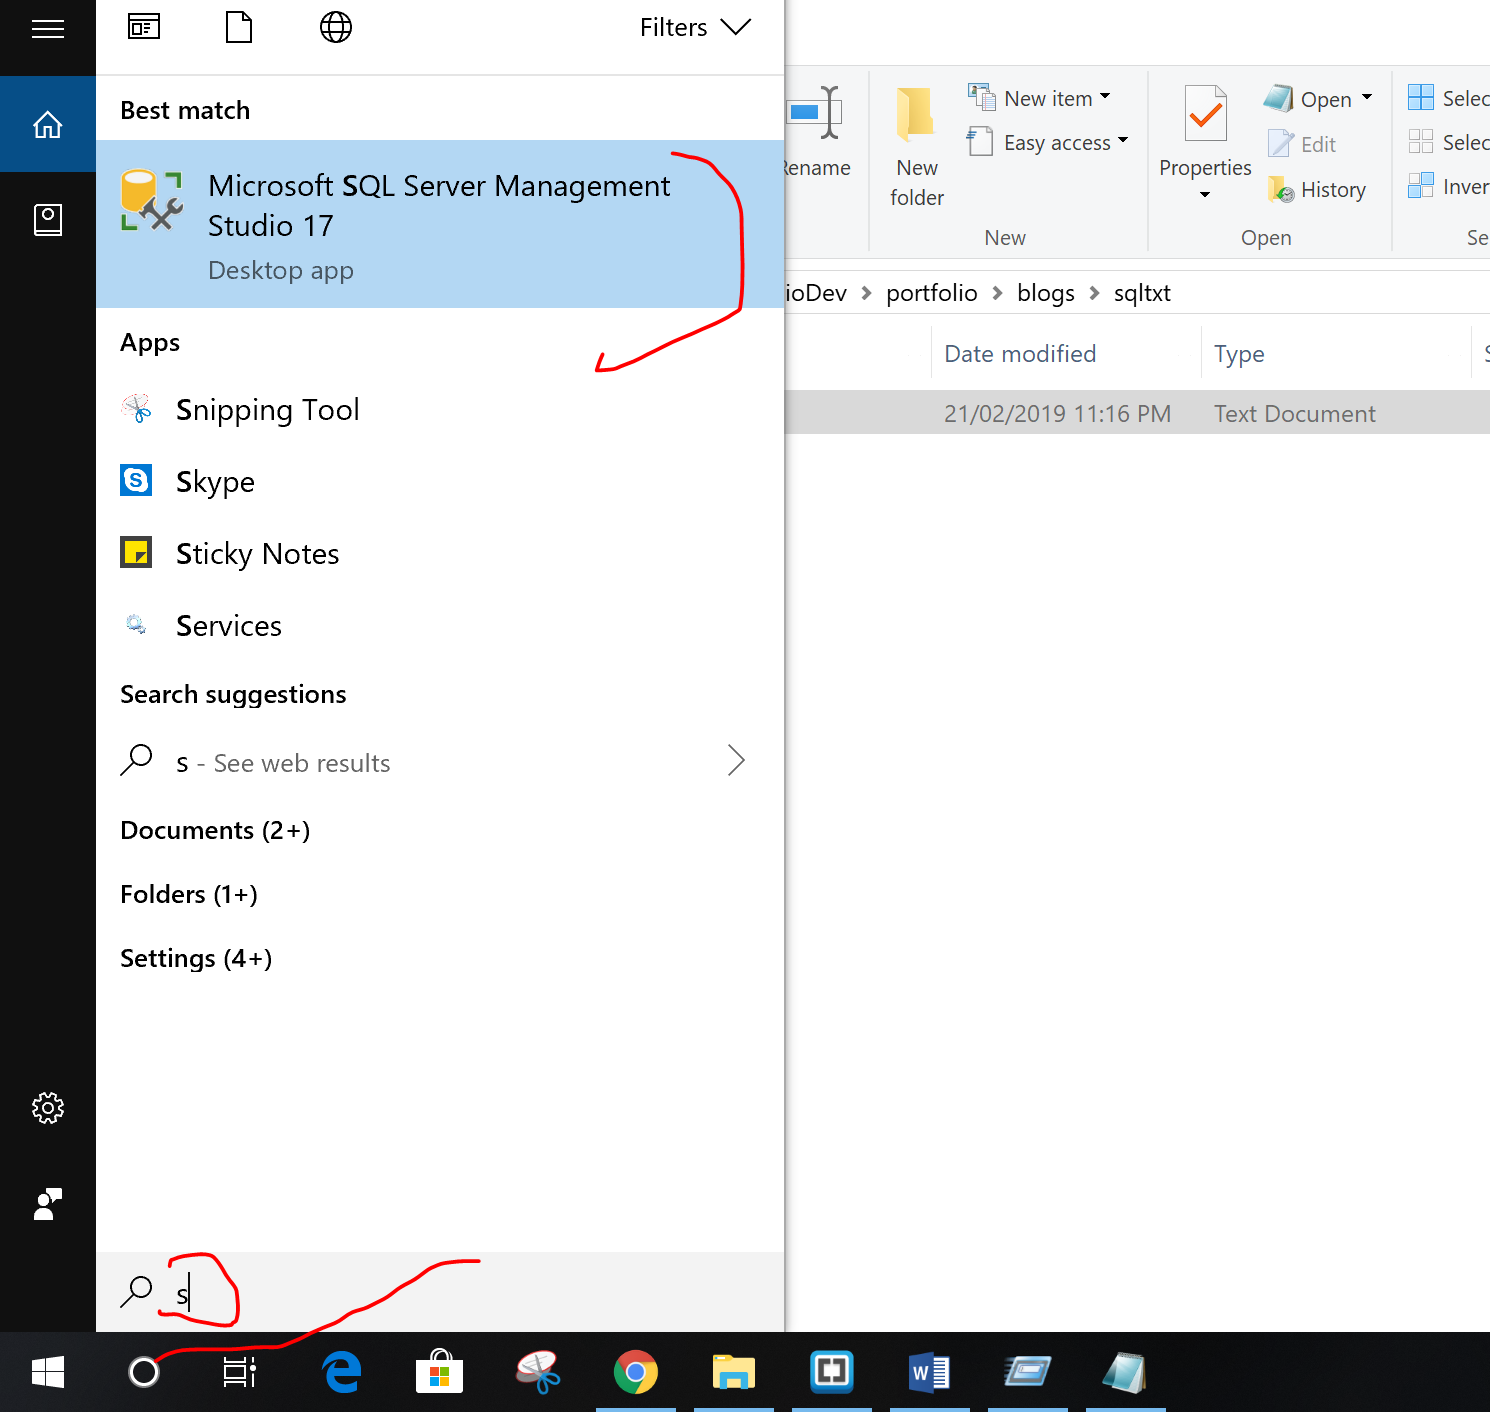 Filters
Best match
Microsoft SQL Server Management
Studio 17
Desktop app
Apps
Snipping Tool
Skype
Sticky Notes
Services
Search suggestions
s - See web results
Documents (2+)
Folders (1+)
Settings (4+)
s
Rename
New
folder
New item
Easy access
New
Properties
Open
Edit
History
Open
Selec
Selec
Inver
Se
ioDev > portfolio > blogs > sqltxt
Date modified Type S
21/02/2019 11:16 PM Text Document